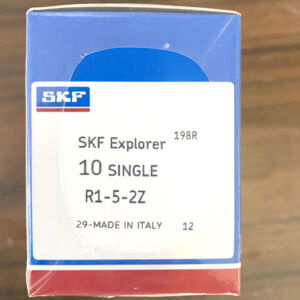 SKF
SKF Explorer 198R
10 SINGLE
R1-5-2Z
29-MADE IN ITALY 12